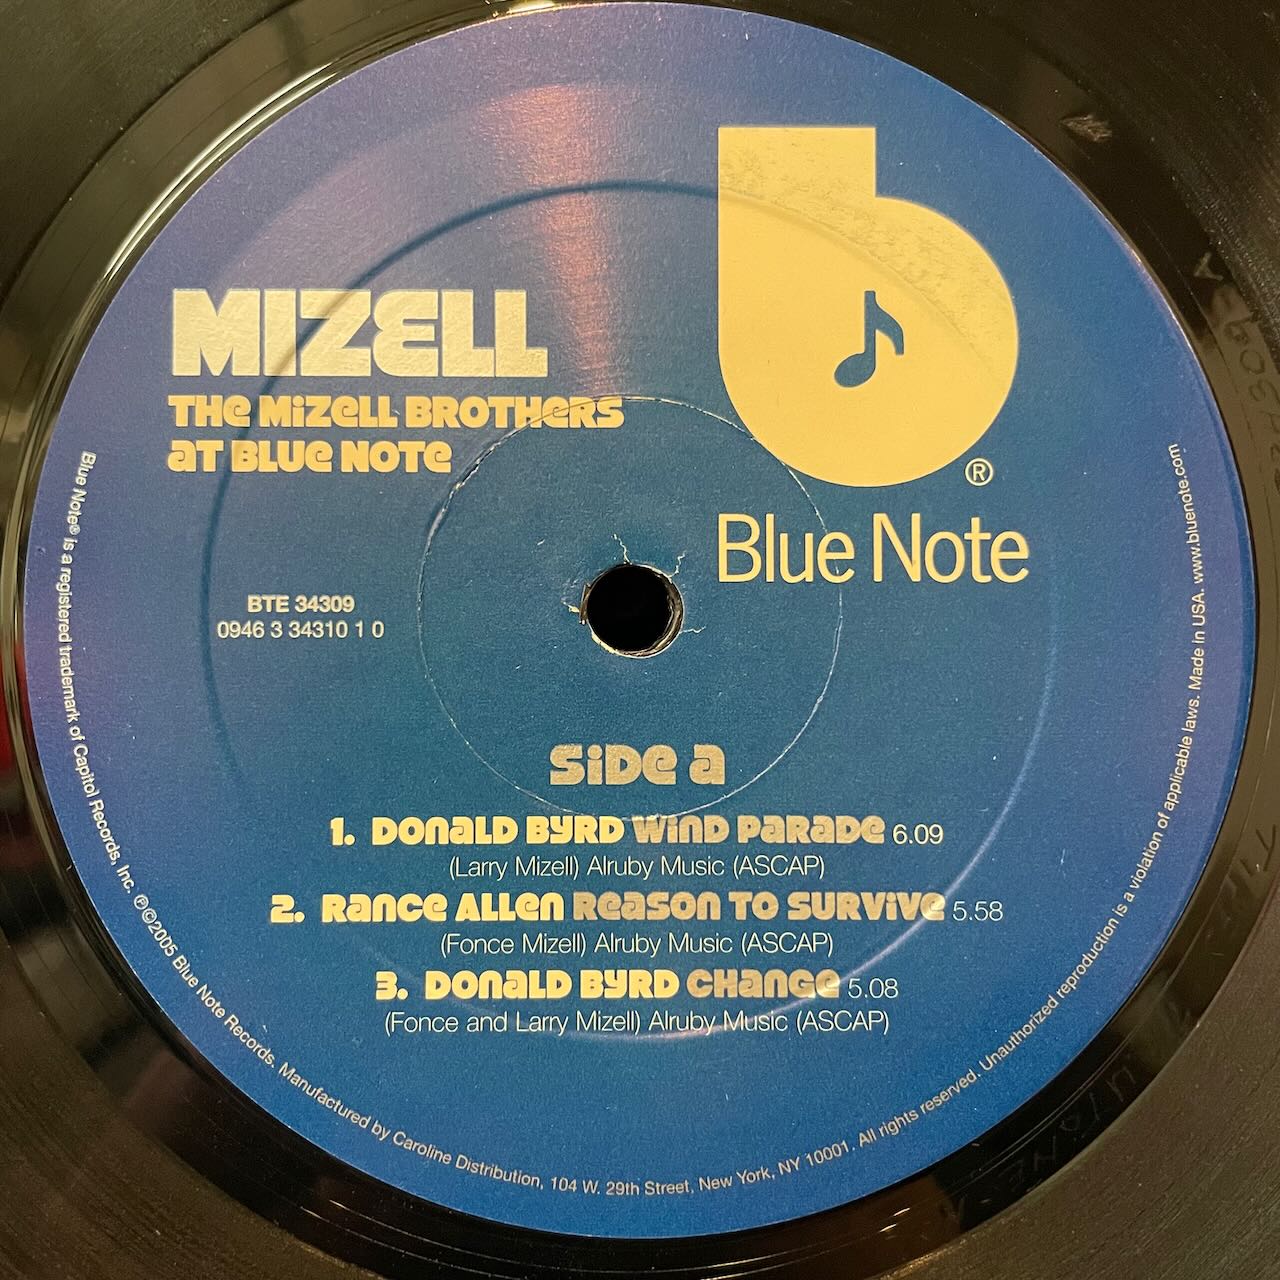 MIZELL
THE MIZELL BROTHERS
AT BLUE NOTE
b
®
Blue Note
BTE 34309
0946 3 34310 1 0
SIDE A
1. DONALD BYRD WIND PARADE 6.09
(Larry Mizell) Alruby Music (ASCAP)
2. RANCE ALLEN REASON TO SURVIVE 5.58
(Fonce Mizell) Alruby Music (ASCAP)
3. DONALD BYRD CHANGE 5.08
(Fonce and Larry Mizell) Alruby Music (ASCAP)
Blue Note® is a registered trademark of Capitol Records, Inc. ℗©2005 Blue Note Records. Manufactured by Caroline Distribution, 104 W. 29th Street, New York, NY 10001. All rights reserved. Unauthorized reproduction is a violation of applicable laws. Made In USA. www.bluenote.com